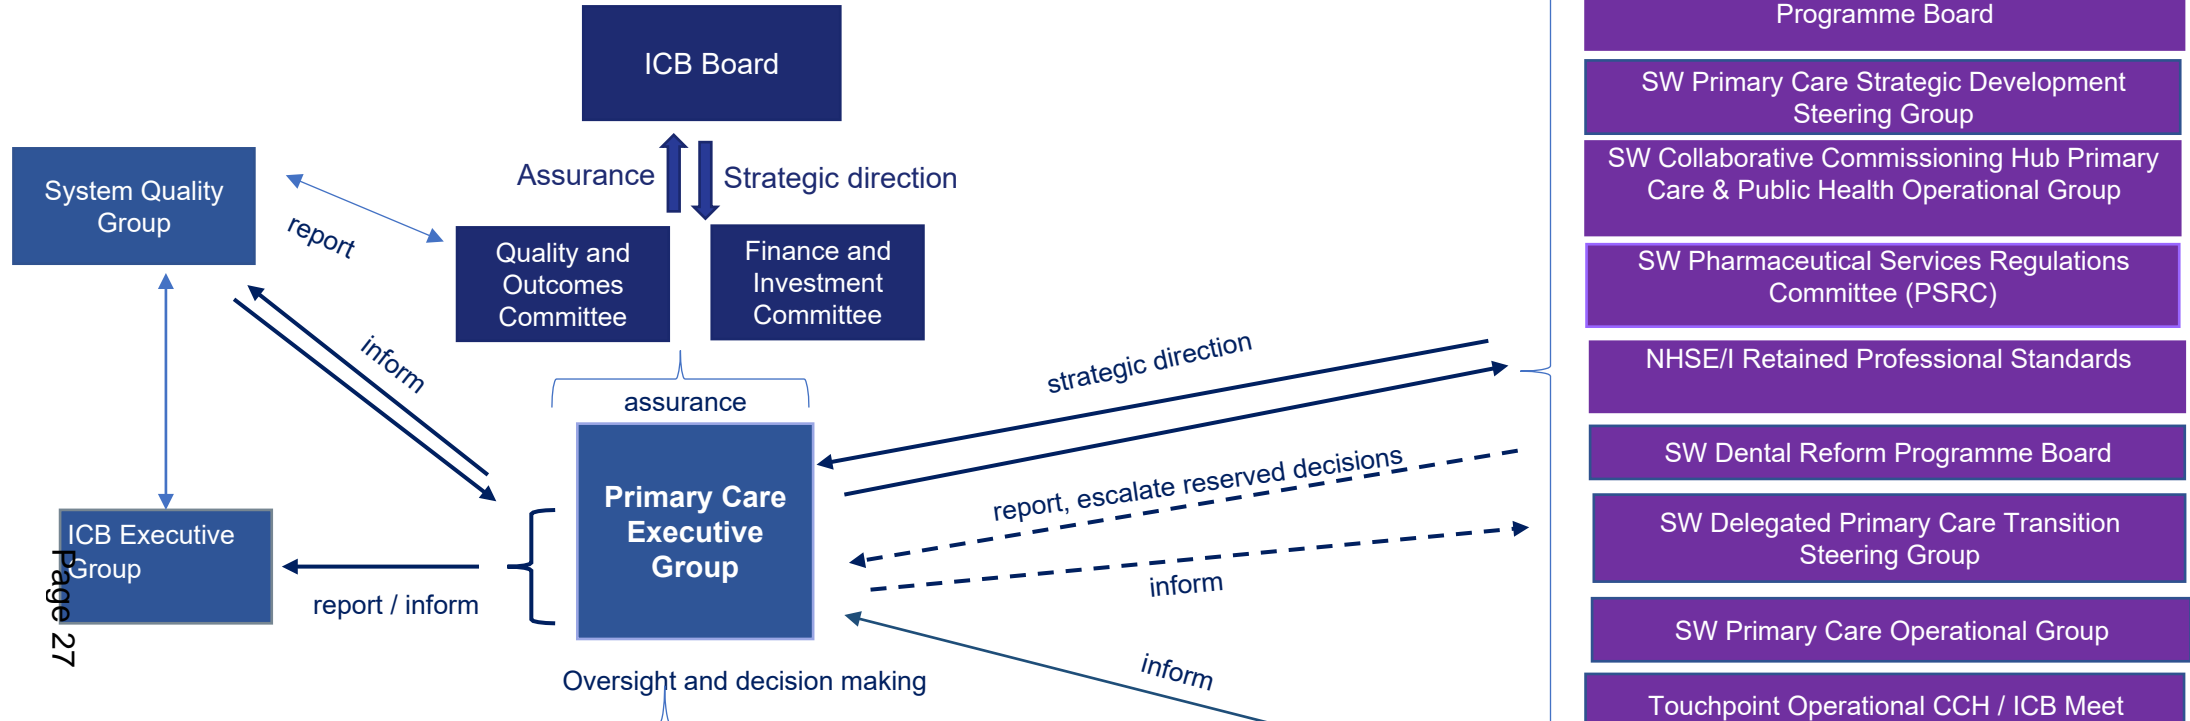 ICB Board
Assurance
Strategic direction
System Quality
Group
report
Quality and
Outcomes
Committee
Finance and
Investment
Committee
inform
assurance
strategic direction
Primary Care
Executive
Group
report, escalate reserved decisions
inform
ICB Executive
Group
report / inform
Page 27
Oversight and decision making
inform
Programme Board
SW Primary Care Strategic Development
Steering Group
SW Collaborative Commissioning Hub Primary
Care & Public Health Operational Group
SW Pharmaceutical Services Regulations
Committee (PSRC)
NHSE/I Retained Professional Standards
SW Dental Reform Programme Board
SW Delegated Primary Care Transition
Steering Group
SW Primary Care Operational Group
Touchpoint Operational CCH / ICB Meet